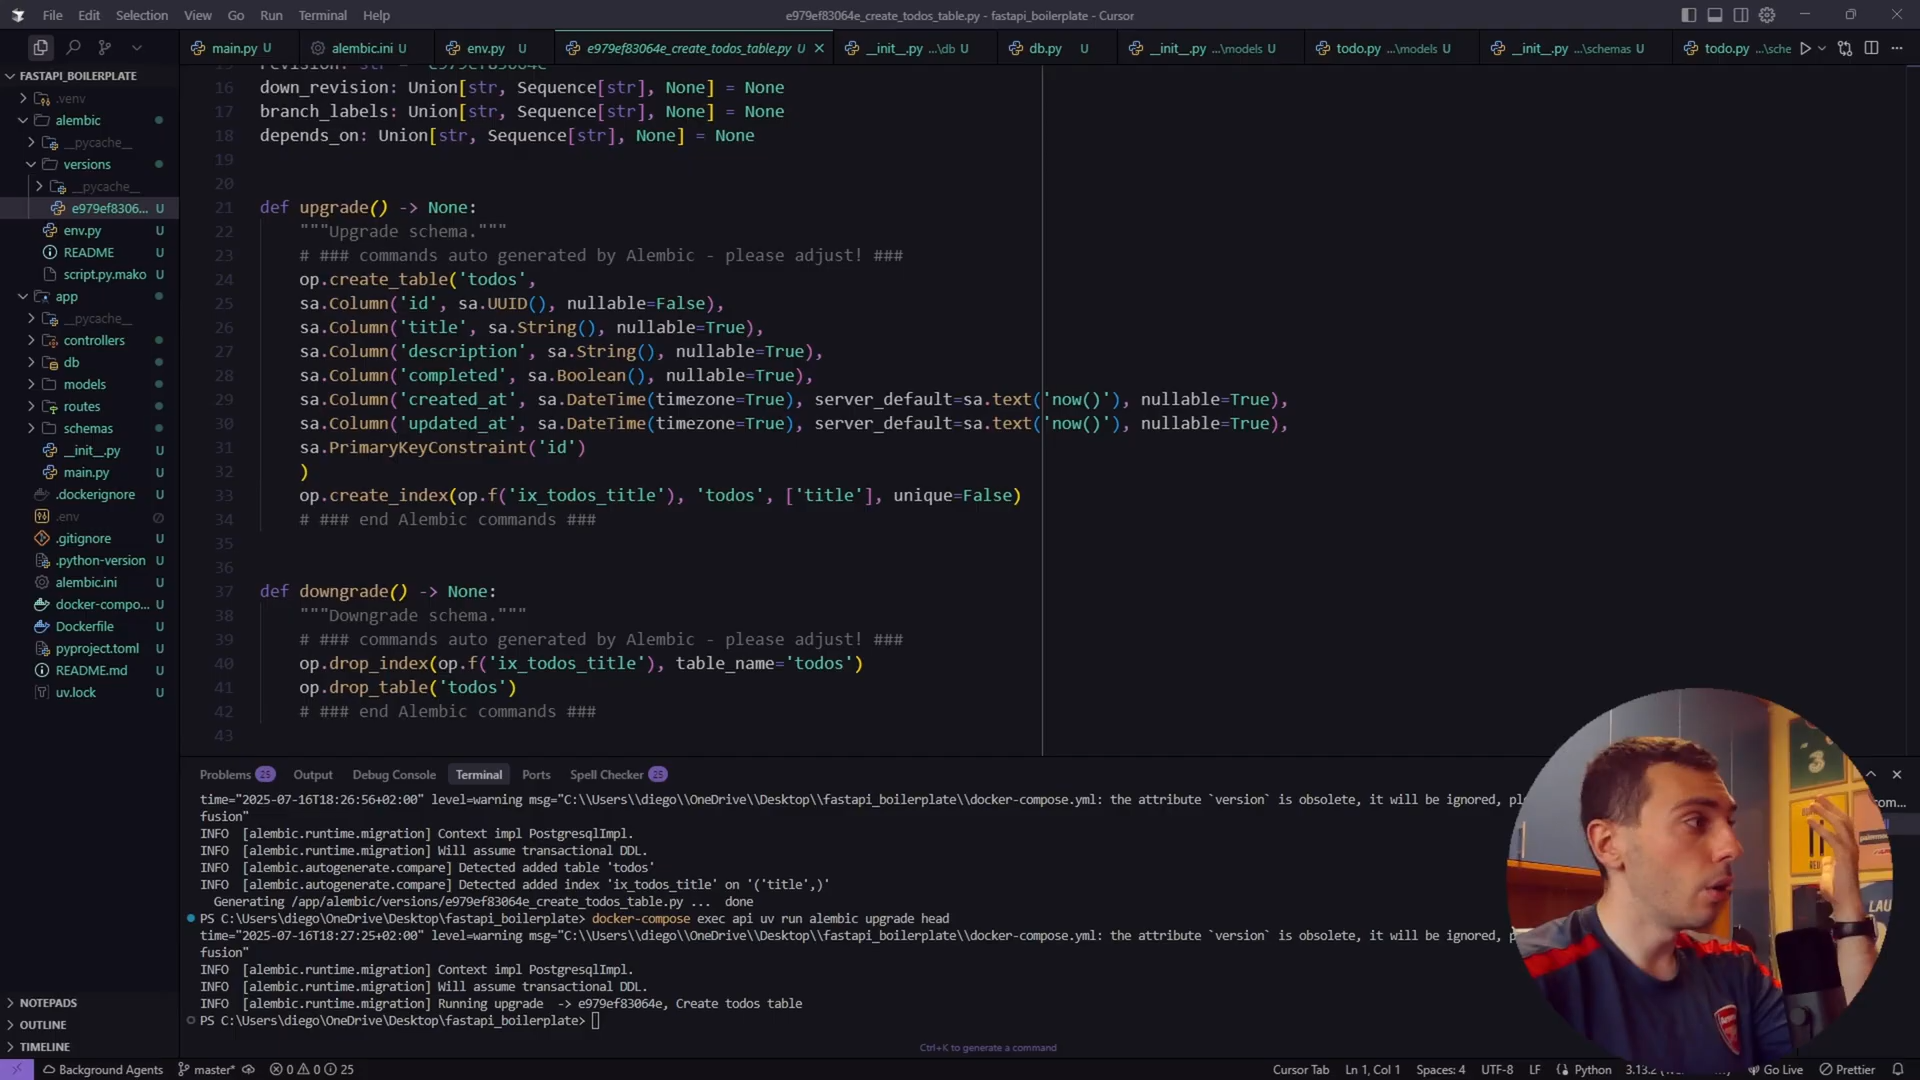 File Edit Selection View Go Run Terminal Help
e979ef83064e_create_todos_table.py - fastapi_boilerplate - Cursor
main.py U
alembic.ini U
env.py U
e979ef83064e_create_todos_table.py U
__init__.py ...\db U
db.py U
__init__.py ...\models U
todo.py ...\models U
__init__.py ...\schemas U
todo.py ...\sche
FASTAPI_BOILERPLATE
.venv
alembic
__pycache__
versions
__pycache__
e979ef8306... U
env.py U
README U
script.py.mako U
app
__pycache__
controllers
db
models
routes
schemas
__init__.py U
main.py U
.dockerignore U
.env
.gitignore U
.python-version U
alembic.ini U
docker-compo... U
Dockerfile U
pyproject.toml U
README.md U
uv.lock U
NOTEPADS
OUTLINE
TIMELINE
16 down_revision: Union[str, Sequence[str], None] = None
17 branch_labels: Union[str, Sequence[str], None] = None
18 depends_on: Union[str, Sequence[str], None] = None
19
20
21 def upgrade() -> None:
22 """Upgrade schema."""
23 # ### commands auto generated by Alembic - please adjust! ###
24 op.create_table('todos',
25 sa.Column('id', sa.UUID(), nullable=False),
26 sa.Column('title', sa.String(), nullable=True),
27 sa.Column('description', sa.String(), nullable=True),
28 sa.Column('completed', sa.Boolean(), nullable=True),
29 sa.Column('created_at', sa.DateTime(timezone=True), server_default=sa.text('now()'), nullable=True),
30 sa.Column('updated_at', sa.DateTime(timezone=True), server_default=sa.text('now()'), nullable=True),
31 sa.PrimaryKeyConstraint('id')
32 )
33 op.create_index(op.f('ix_todos_title'), 'todos', ['title'], unique=False)
34 # ### end Alembic commands ###
35
36
37 def downgrade() -> None:
38 """Downgrade schema."""
39 # ### commands auto generated by Alembic - please adjust! ###
40 op.drop_index(op.f('ix_todos_title'), table_name='todos')
41 op.drop_table('todos')
42 # ### end Alembic commands ###
43
Problems 25 Output Debug Console Terminal Ports Spell Checker 25
time="2025-07-16T18:26:56+02:00" level=warning msg="C:\\Users\\diego\\OneDrive\\Desktop\\fastapi_boilerplate\\docker-compose.yml: the attribute `version` is obsolete, it will be ignored,
fusion"
INFO [alembic.runtime.migration] Context impl PostgresqlImpl.
INFO [alembic.runtime.migration] Will assume transactional DDL.
INFO [alembic.autogenerate.compare] Detected added table 'todos'
INFO [alembic.autogenerate.compare] Detected added index 'ix_todos_title' on '('title',)'
Generating /app/alembic/versions/e979ef83064e_create_todos_table.py ... done
PS C:\Users\diego\OneDrive\Desktop\fastapi_boilerplate> docker-compose exec api uv run alembic upgrade head
time="2025-07-16T18:27:25+02:00" level=warning msg="C:\\Users\\diego\\OneDrive\\Desktop\\fastapi_boilerplate\\docker-compose.yml: the attribute `version` is obsolete, it will be ignored,
fusion"
INFO [alembic.runtime.migration] Context impl PostgresqlImpl.
INFO [alembic.runtime.migration] Will assume transactional DDL.
INFO [alembic.runtime.migration] Running upgrade -> e979ef83064e, Create todos table
PS C:\Users\diego\OneDrive\Desktop\fastapi_boilerplate>
Ctrl+K to generate a command
Background Agents master* 0 0 25
Cursor Tab Ln 1, Col 1 Spaces: 4 UTF-8 LF Python 3.13.2 Go Live Prettier